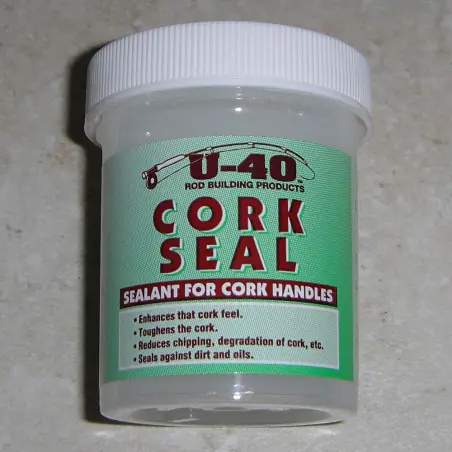 U-40™
ROD BUILDING PRODUCTS
CORK
SEAL
SEALANT FOR CORK HANDLES
• Enhances that cork feel.
• Toughens the cork.
• Reduces chipping, degradation of cork, etc.
• Seals against dirt and oils.